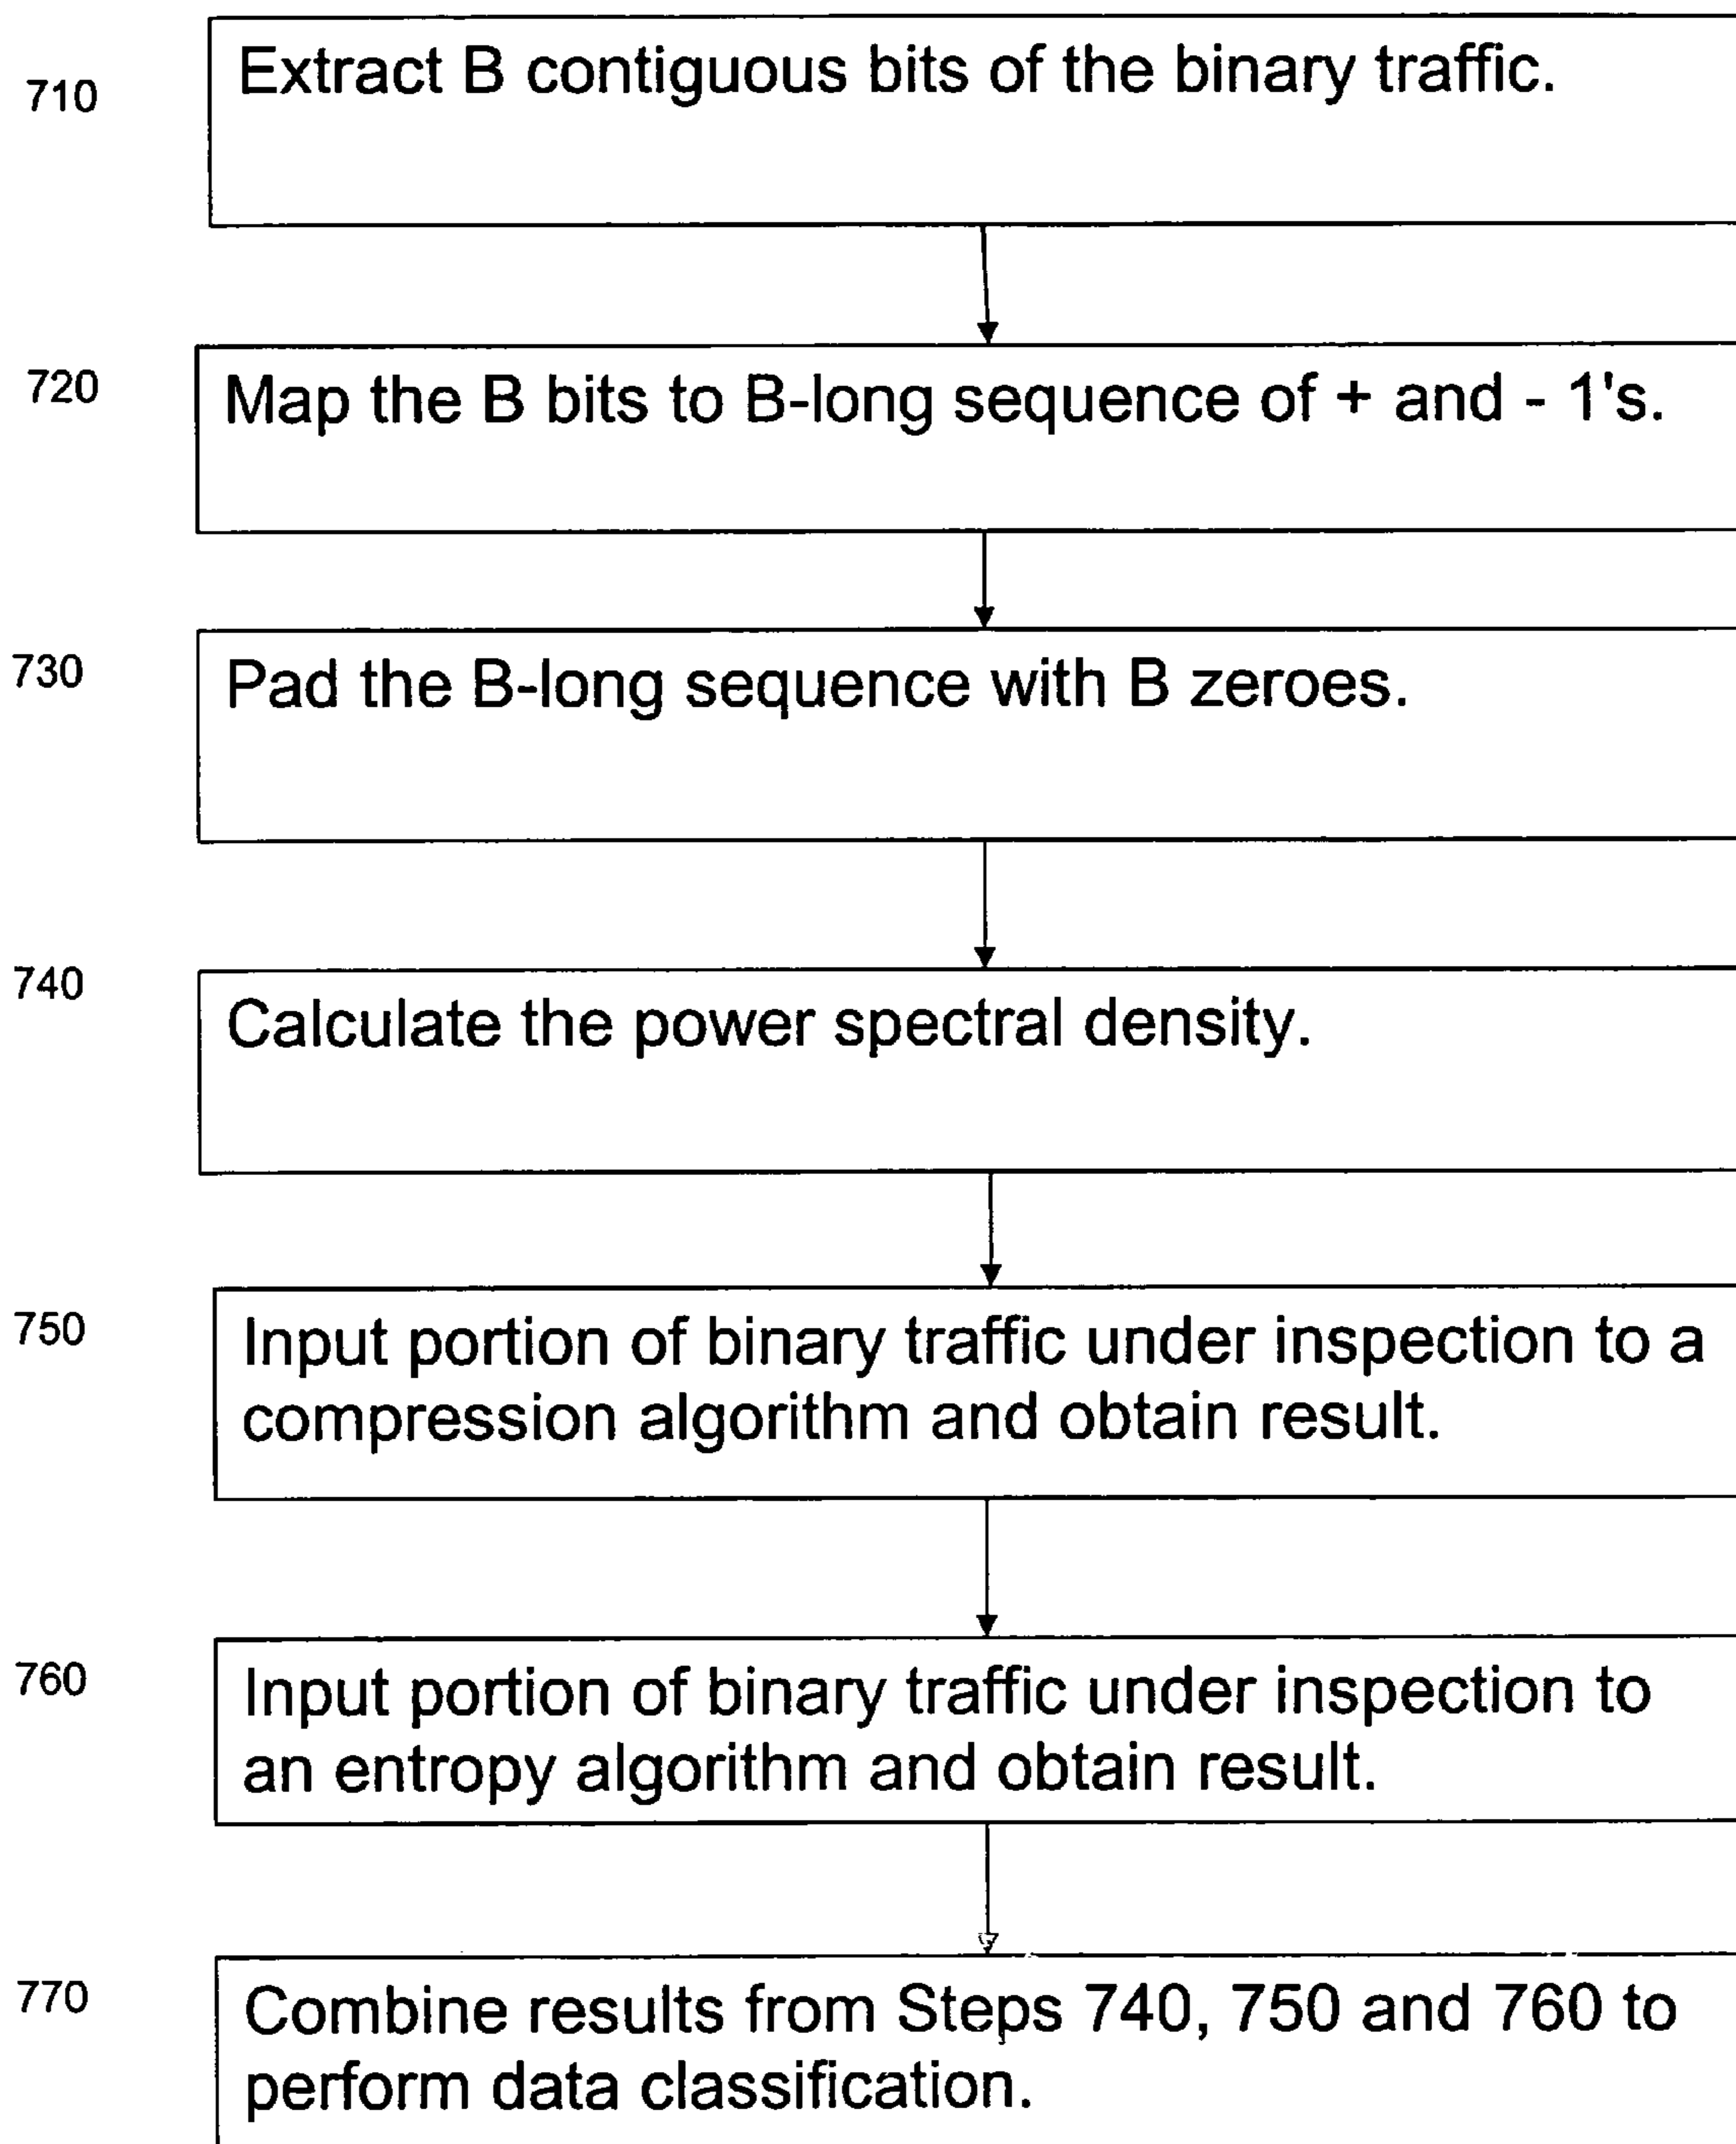 710
Extract B contiguous bits of the binary traffic.
720
Map the B bits to B-long sequence of + and - 1's.
730
Pad the B-long sequence with B zeroes.
740
Calculate the power spectral density.
750
Input portion of binary traffic under inspection to a
compression algorithm and obtain result.
760
Input portion of binary traffic under inspection to
an entropy algorithm and obtain result.
770
Combine results from Steps 740, 750 and 760 to
perform data classification.